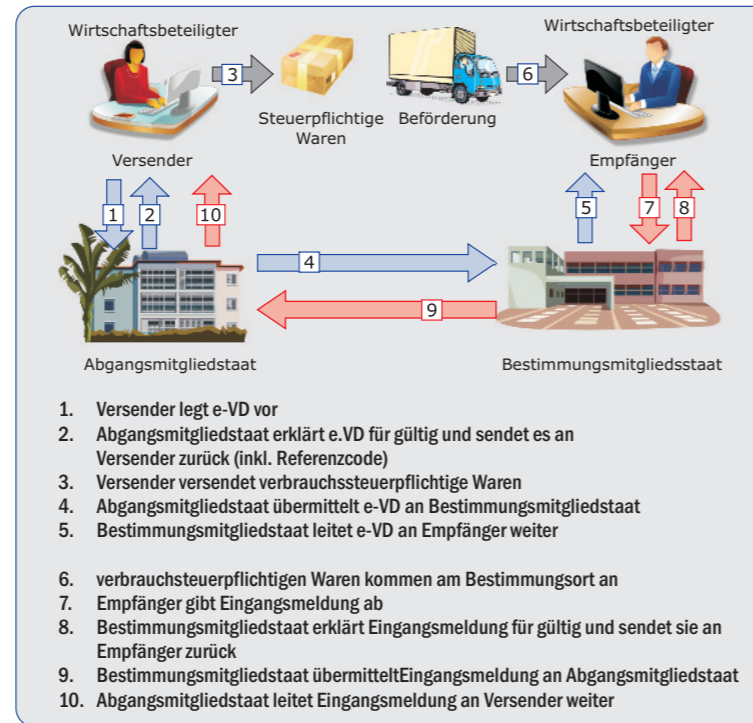 Wirtschaftsbeteiligter
Wirtschaftsbeteiligter
3
6
Steuerpflichtige
Waren
Beförderung
Versender
Empfänger
1
2
10
5
7
8
4
9
Abgangsmitgliedstaat
Bestimmungsmitgliedsstaat
1. Versender legt e-VD vor
2. Abgangsmitgliedstaat erklärt e.VD für gültig und sendet es an
Versender zurück (inkl. Referenzcode)
3. Versender versendet verbrauchssteuerpflichtige Waren
4. Abgangsmitgliedstaat übermittelt e-VD an Bestimmungsmitgliedstaat
5. Bestimmungsmitgliedstaat leitet e-VD an Empfänger weiter
6. verbrauchsteuerpflichtigen Waren kommen am Bestimmungsort an
7. Empfänger gibt Eingangsmeldung ab
8. Bestimmungsmitgliedstaat erklärt Eingangsmeldung für gültig und sendet sie an
Empfänger zurück
9. Bestimmungsmitgliedstaat übermitteltEingangsmeldung an Abgangsmitgliedstaat
10. Abgangsmitgliedstaat leitet Eingangsmeldung an Versender weiter